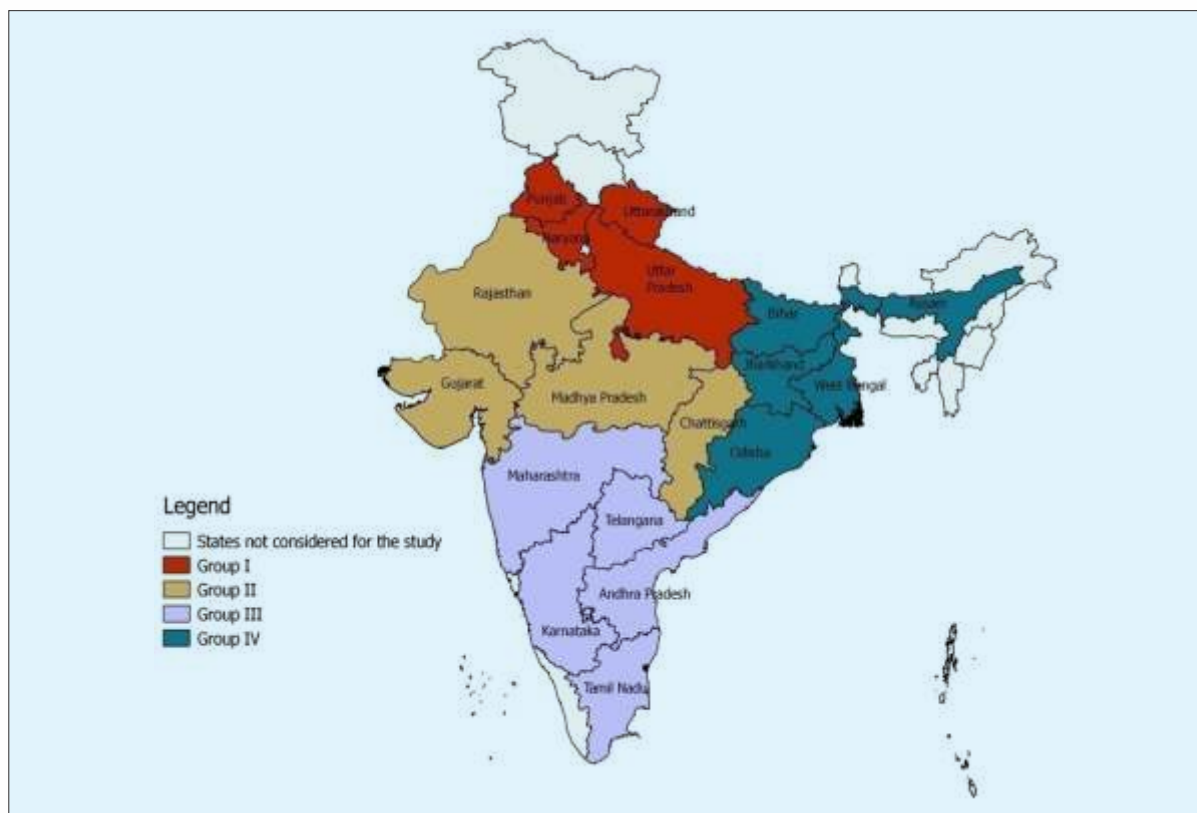 Punjab
Uttarakhand
Haryana
Uttar
Pradesh
Rajasthan
Bihar
Assam
Jharkhand
Gujarat
West Bengal
Madhya Pradesh
Chattisgarh
Odisha
Maharashtra
Telangana
Andhra Pradesh
Karnataka
Tamil Nadu
Legend
States not considered for the study
Group I
Group II
Group III
Group IV